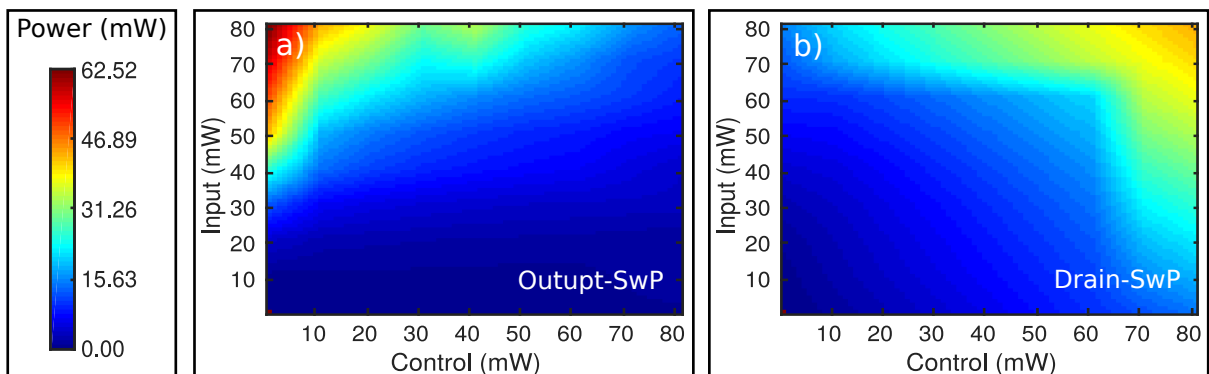 Power (mW)
62.52
46.89
31.26
15.63
0.00
a)
Input (mW)
80
70
60
50
40
30
20
10
Outupt-SwP
10 20 30 40 50 60 70 80
Control (mW)
b)
Input (mW)
80
70
60
50
40
30
20
10
Drain-SwP
10 20 30 40 50 60 70 80
Control (mW)